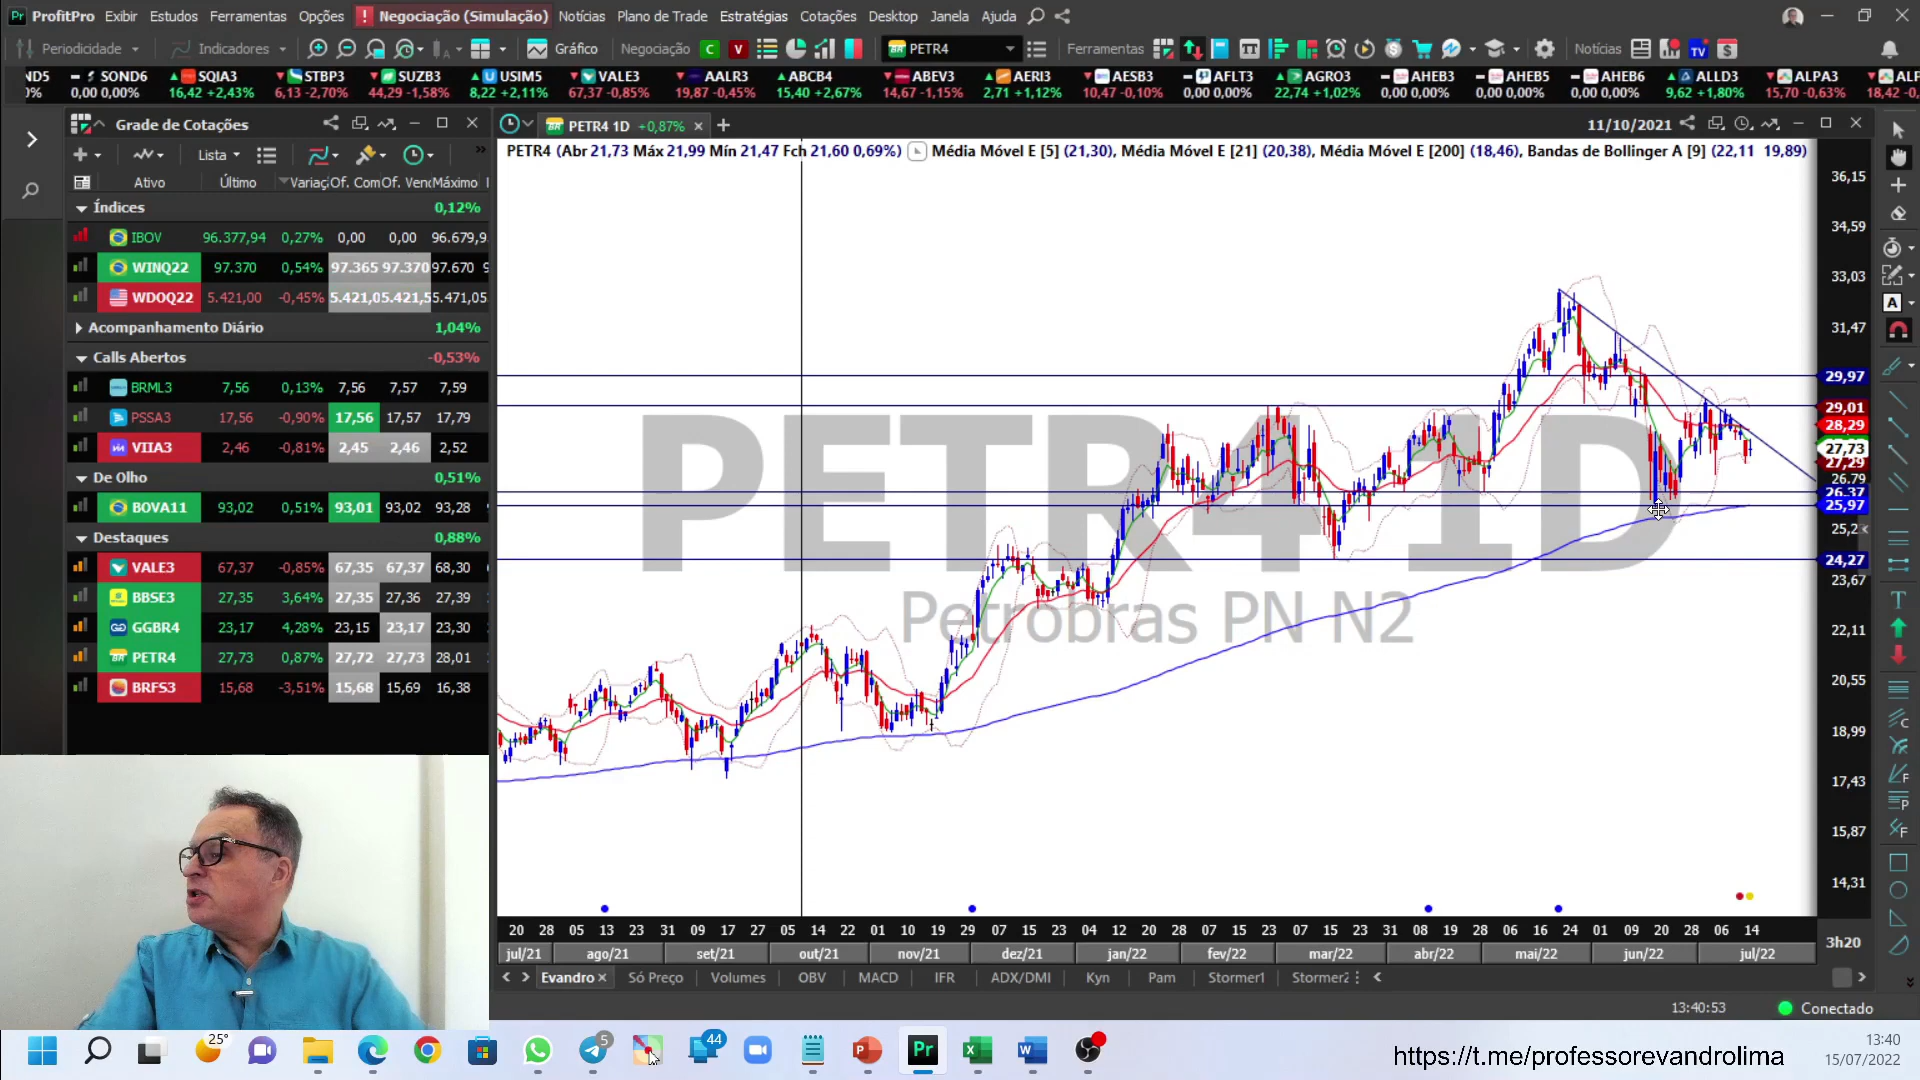 ProfitPro Exibir Estudos Ferramentas Opções Negociação (Simulação) Notícias Plano de Trade Estratégias Cotações Desktop Janela Ajuda
Periodicidade Indicadores Gráfico Negociação C V PETR4 Ferramentas Notícias
ND5 SOND6 SQIA3 STBP3 SUZB3 USIM5 VALE3 AALR3 ABCB4 ABEV3 AERI3 AESB3 AFLT3 AGRO3 AHEB3 AHEB5 AHEB6 ALLD3 ALPA3
0% 0,00 0,00% 16,42 +2,43% 6,13 -2,70% 44,29 -1,58% 8,22 +2,11% 67,37 -0,85% 19,87 -0,45% 15,40 +2,67% 14,67 -1,15% 2,71 +1,12% 10,47 -0,10% 0,00 0,00% 22,74 +1,02% 0,00 0,00% 0,00 0,00% 0,00 0,00% 9,62 +1,80% 15,70 -0,63% 18,42 -0,
Grade de Cotações
Lista
Ativo Último Variaç Of. Com Of. Ven Máximo
Índices 0,12%
IBOV 96.377,94 0,27% 0,00 0,00 96.679,9
WINQ22 97.370 0,54% 97.365 97.370 97.670
WDOQ22 5.421,00 -0,45% 5.421,0 5.421,5 5.471,05
Acompanhamento Diário 1,04%
Calls Abertos -0,53%
BRML3 7,56 0,13% 7,56 7,57 7,59
PSSA3 17,56 -0,90% 17,56 17,57 17,79
VIIA3 2,46 -0,81% 2,45 2,46 2,52
De Olho 0,51%
BOVA11 93,02 0,51% 93,01 93,02 93,28
Destaques 0,88%
VALE3 67,37 -0,85% 67,35 67,37 68,30
BBSE3 27,35 3,64% 27,35 27,36 27,39
GGBR4 23,17 4,28% 23,15 23,17 23,30
PETR4 27,73 0,87% 27,72 27,73 28,01
BRFS3 15,68 -3,51% 15,68 15,69 16,38
PETR4 1D +0,87%
11/10/2021
PETR4 (Abr 21,73 Máx 21,99 Mín 21,47 Fch 21,60 0,69%) Média Móvel E [5] (21,30), Média Móvel E [21] (20,38), Média Móvel E [200] (18,46), Bandas de Bollinger A [9] (22,11 19,89)
PETR4 1D
Petrobras PN N2
36,15
34,59
33,03
31,47
29,97
29,01
28,29
27,73
27,29
26,79
26,37
25,97
25,2
24,27
23,67
22,11
20,55
18,99
17,43
15,87
14,31
20 28 05 13 23 31 09 17 27 05 14 22 01 10 19 29 07 15 23 04 12 20 28 07 15 23 07 15 23 31 08 19 28 06 16 24 01 09 20 28 06 14
jul/21 ago/21 set/21 out/21 nov/21 dez/21 jan/22 fev/22 mar/22 abr/22 mai/22 jun/22 jul/22
3h20
Evandro Só Preço Volumes OBV MACD IFR ADX/DMI Kyn Pam Stormer1 Stormer2
13:40:53 Conectado
25° 5 44
https://t.me/professorevandrolima
13:40
15/07/2022